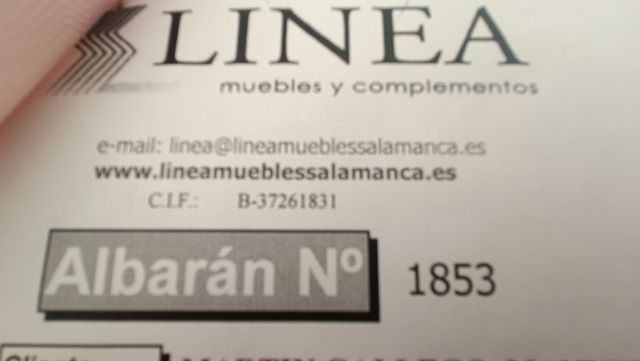 LINEA
muebles y complementos
e-mail: linea@lineamueblessalamanca.es
www.lineamueblessalamanca.es
C.I.F.: B-37261831
Albarán Nº 1853